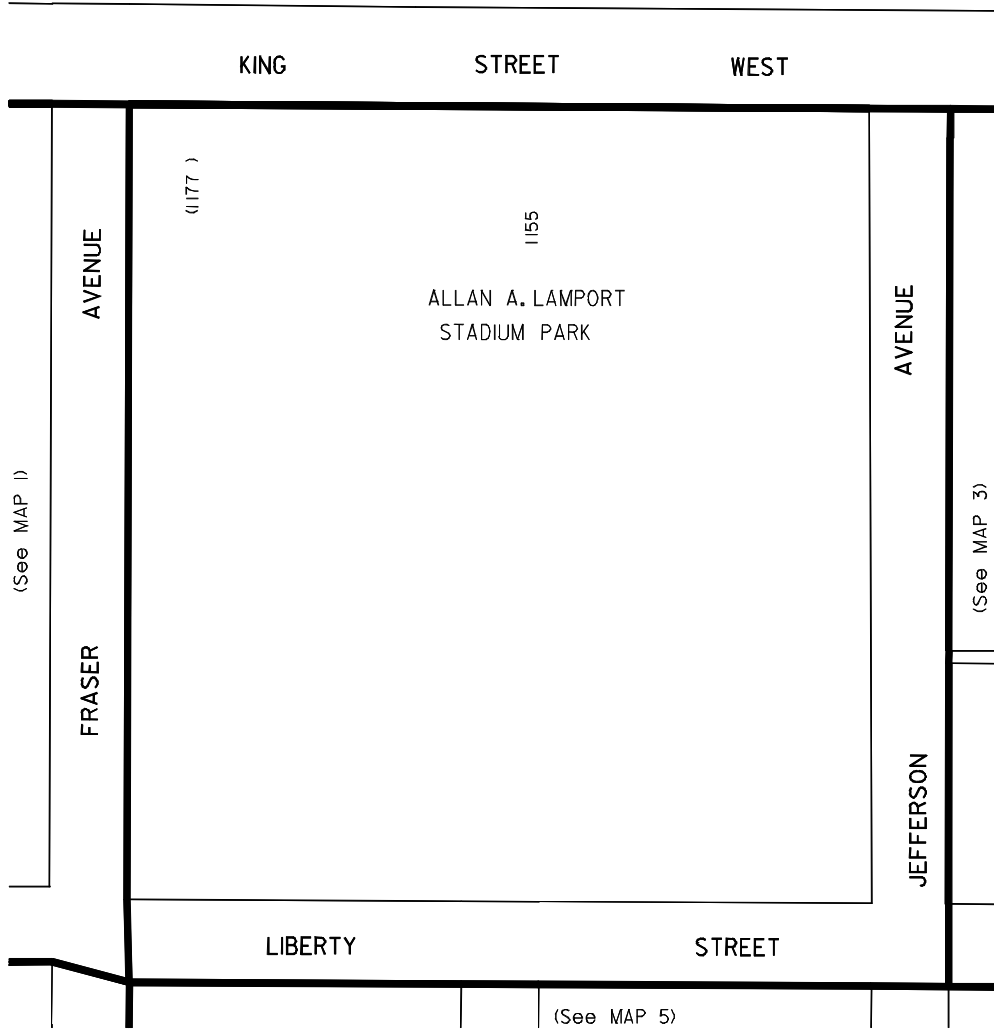 KING STREET WEST
(1177 )
1155
AVENUE
ALLAN A. LAMPORT
STADIUM PARK
AVENUE
(See MAP 1)
(See MAP 3)
FRASER
JEFFERSON
LIBERTY STREET
(See MAP 5)